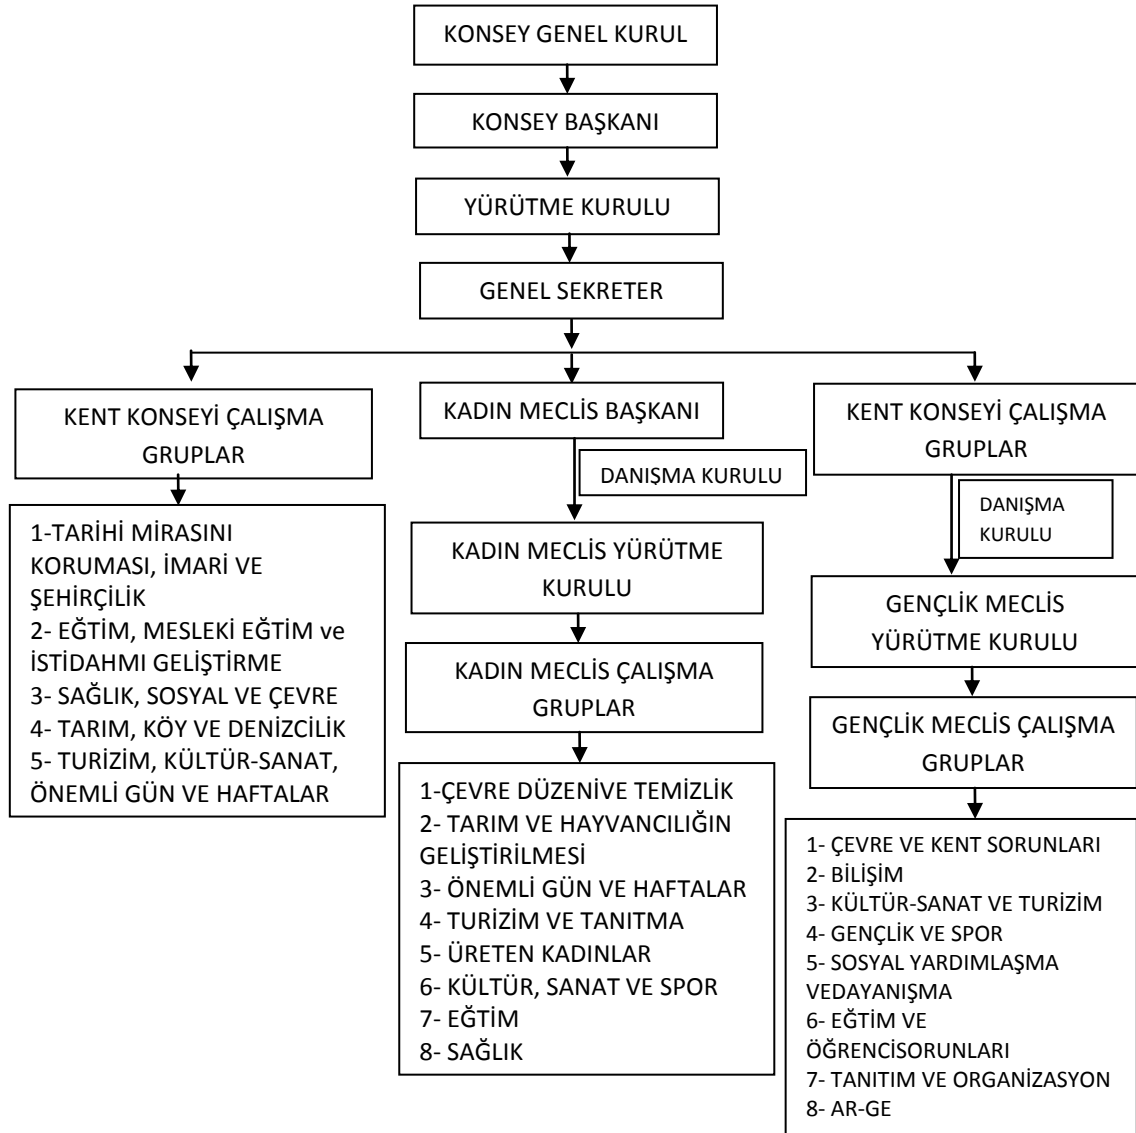 KONSEY GENEL KURUL
KONSEY BAŞKANI
YÜRÜTME KURULU
GENEL SEKRETER
KENT KONSEYİ ÇALIŞMA
GRUPLAR
1-TARİHİ MİRASINI
KORUMASI, İMARİ VE
ŞEHİRÇİLİK
2- EĞTİM, MESLEKİ EĞTİM ve
İSTİDAHMI GELİŞTİRME
3- SAĞLIK, SOSYAL VE ÇEVRE
4- TARIM, KÖY VE DENİZCİLİK
5- TURİZİM, KÜLTÜR-SANAT,
ÖNEMLİ GÜN VE HAFTALAR
KADIN MECLİS BAŞKANI
DANIŞMA KURULU
KADIN MECLİS YÜRÜTME
KURULU
KADIN MECLİS ÇALIŞMA
GRUPLAR
1-ÇEVRE DÜZENİVE TEMİZLİK
2- TARIM VE HAYVANCILIĞIN
GELİŞTİRİLMESİ
3- ÖNEMLİ GÜN VE HAFTALAR
4- TURİZİM VE TANITMA
5- ÜRETEN KADINLAR
6- KÜLTÜR, SANAT VE SPOR
7- EĞTİM
8- SAĞLIK
KENT KONSEYİ ÇALIŞMA
GRUPLAR
DANIŞMA
KURULU
GENÇLİK MECLİS
YÜRÜTME KURULU
GENÇLİK MECLİS ÇALIŞMA
GRUPLAR
1- ÇEVRE VE KENT SORUNLARI
2- BİLİŞİM
3- KÜLTÜR-SANAT VE TURİZİM
4- GENÇLİK VE SPOR
5- SOSYAL YARDIMLAŞMA
VEDAYANIŞMA
6- EĞTİM VE
ÖĞRENCİSORUNLARI
7- TANITIM VE ORGANİZASYON
8- AR-GE